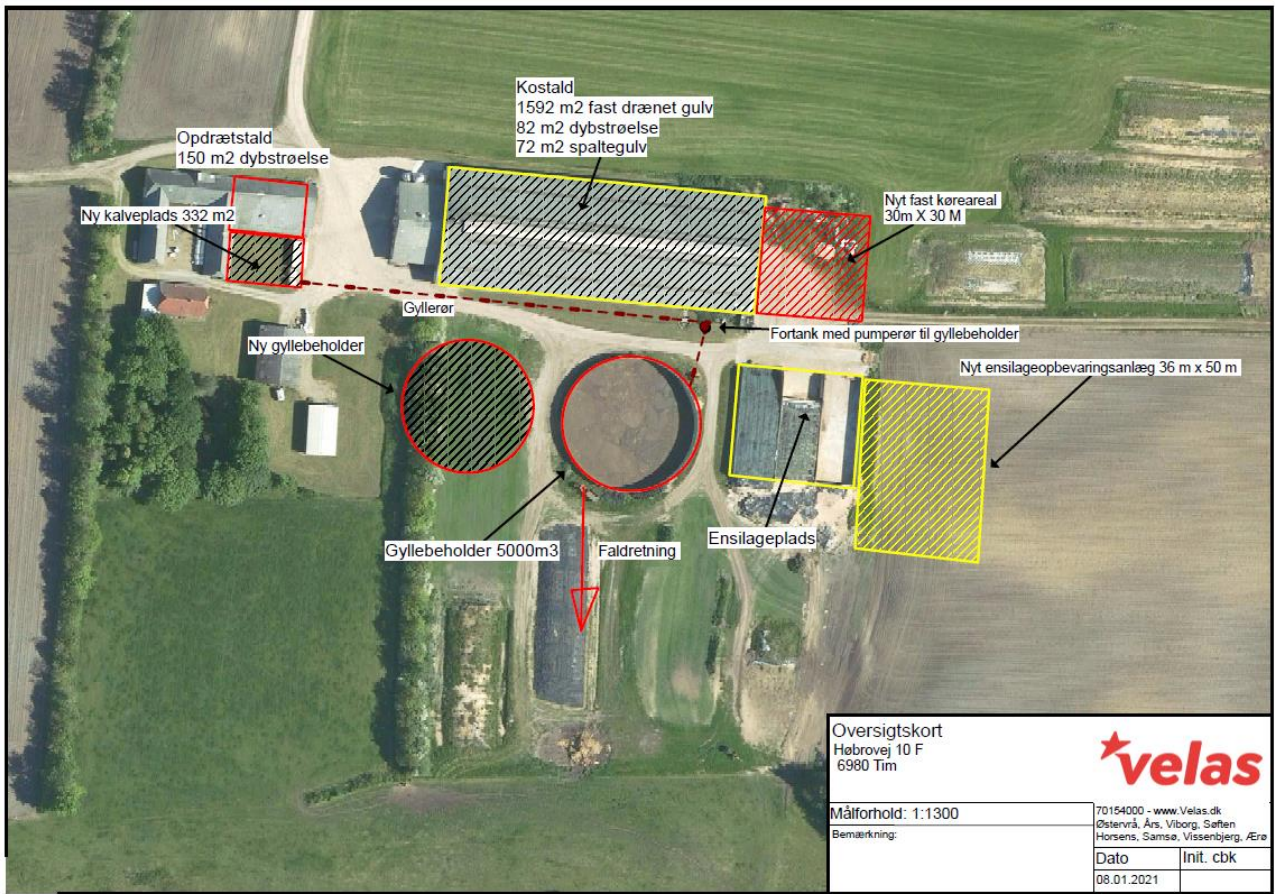 Kostald
1592 m2 fast drænet gulv
82 m2 dybstrøelse
72 m2 spaltegulv
Opdrætstald
150 m2 dybstrøelse
Ny kalveplads 332 m2
Nyt fast køreareal
30m X 30 M
Gyllerør
Fortank med pumperør til gyllebeholder
Ny gyllebeholder
Nyt ensilageopbevaringsanlæg 36 m x 50 m
Gyllebeholder 5000m3
Faldretning
Ensilageplads
Oversigtskort
Høbrovej 10 F
6980 Tim
velas
Målforhold: 1:1300
Bemærkning:
70154000 - www.Velas.dk
Østervrå, Års, Viborg, Søften
Horsens, Samsø, Vissenbjerg, Ærø
Dato
Init. cbk
08.01.2021